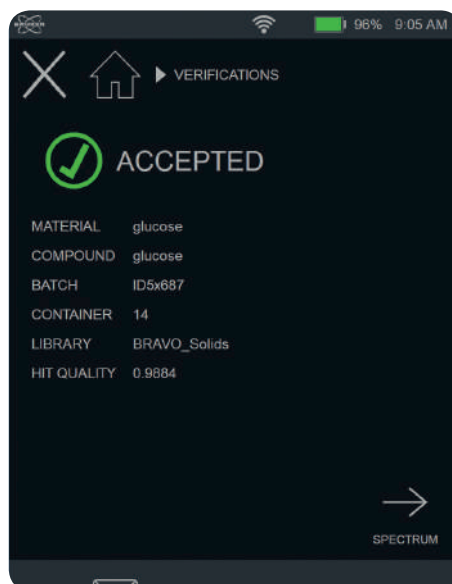 BRUKER
96% 9:05 AM
VERIFICATIONS
ACCEPTED
MATERIAL glucose
COMPOUND glucose
BATCH ID5x687
CONTAINER 14
LIBRARY BRAVO_Solids
HIT QUALITY 0.9884
SPECTRUM